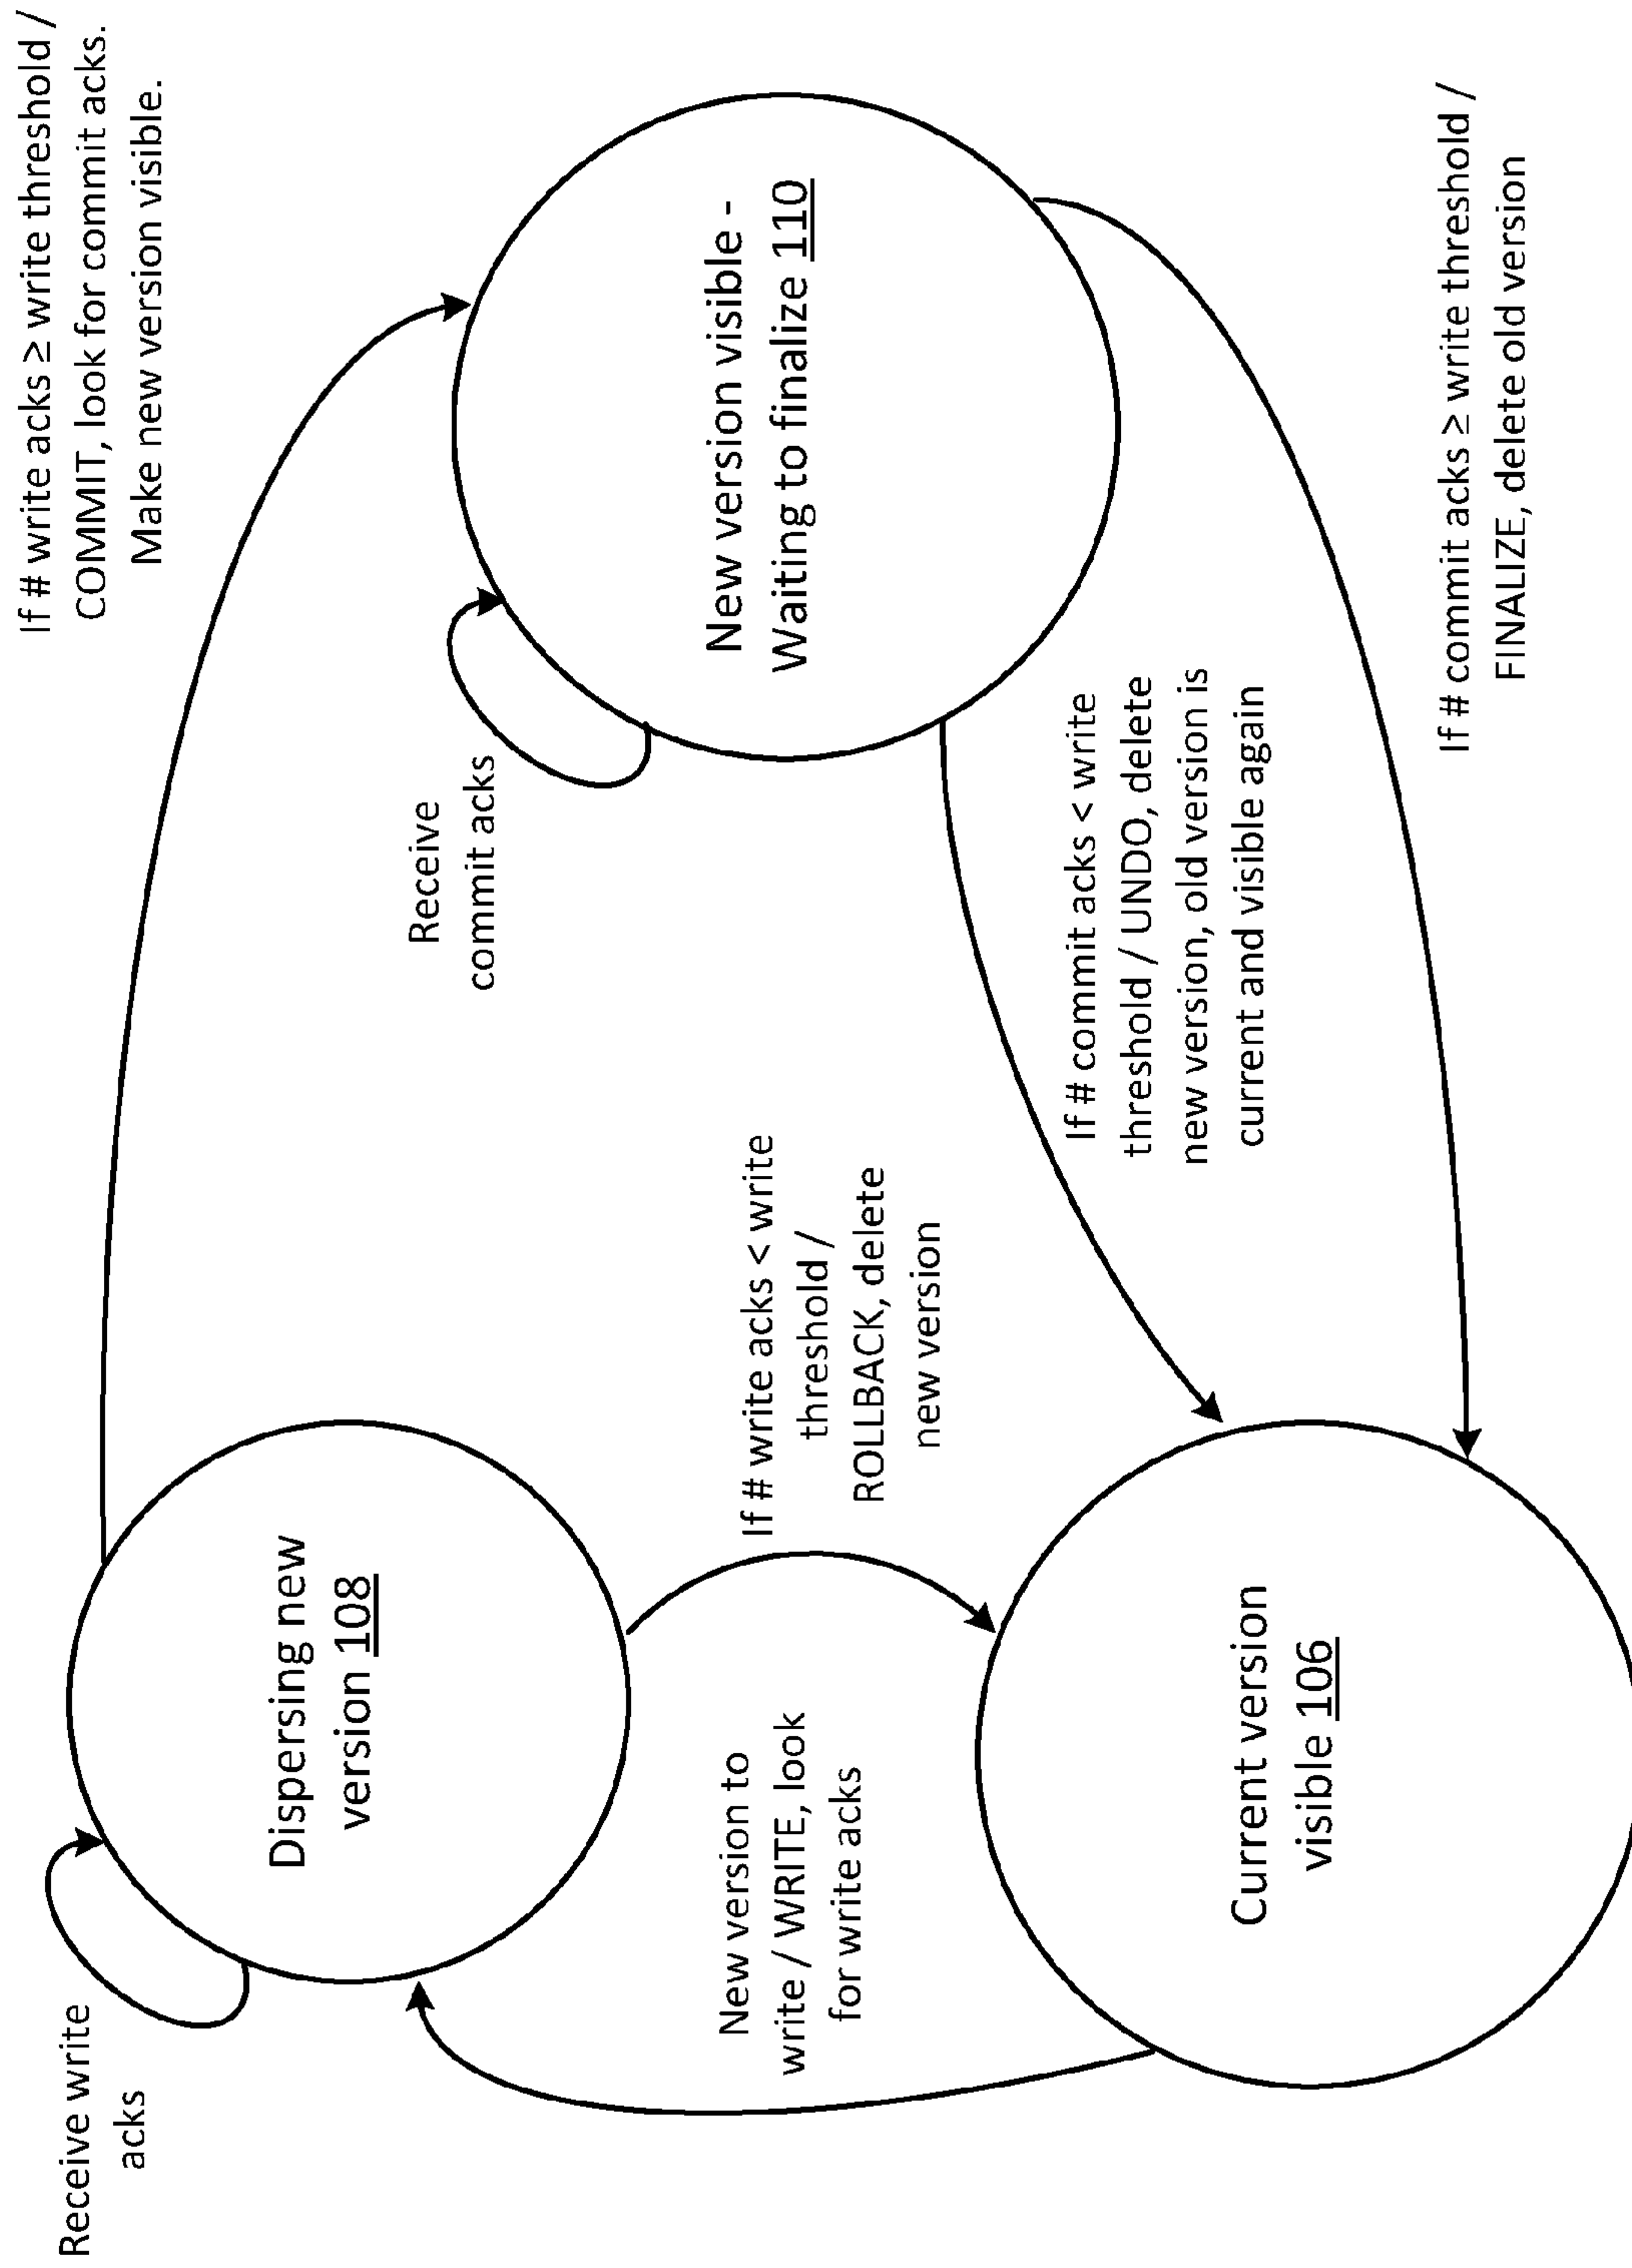 Receive write
acks
If # write acks ≥ write threshold /
COMMIT, look for commit acks.
Make new version visible.
Dispersing new
version 108
Receive
commit acks
New version visible -
Waiting to finalize 110
New version to
write / WRITE, look
for write acks
If # write acks < write
threshold /
ROLLBACK, delete
new version
If # commit acks < write
threshold / UNDO, delete
new version, old version is
current and visible again
Current version
visible 106
If # commit acks ≥ write threshold /
FINALIZE, delete old version